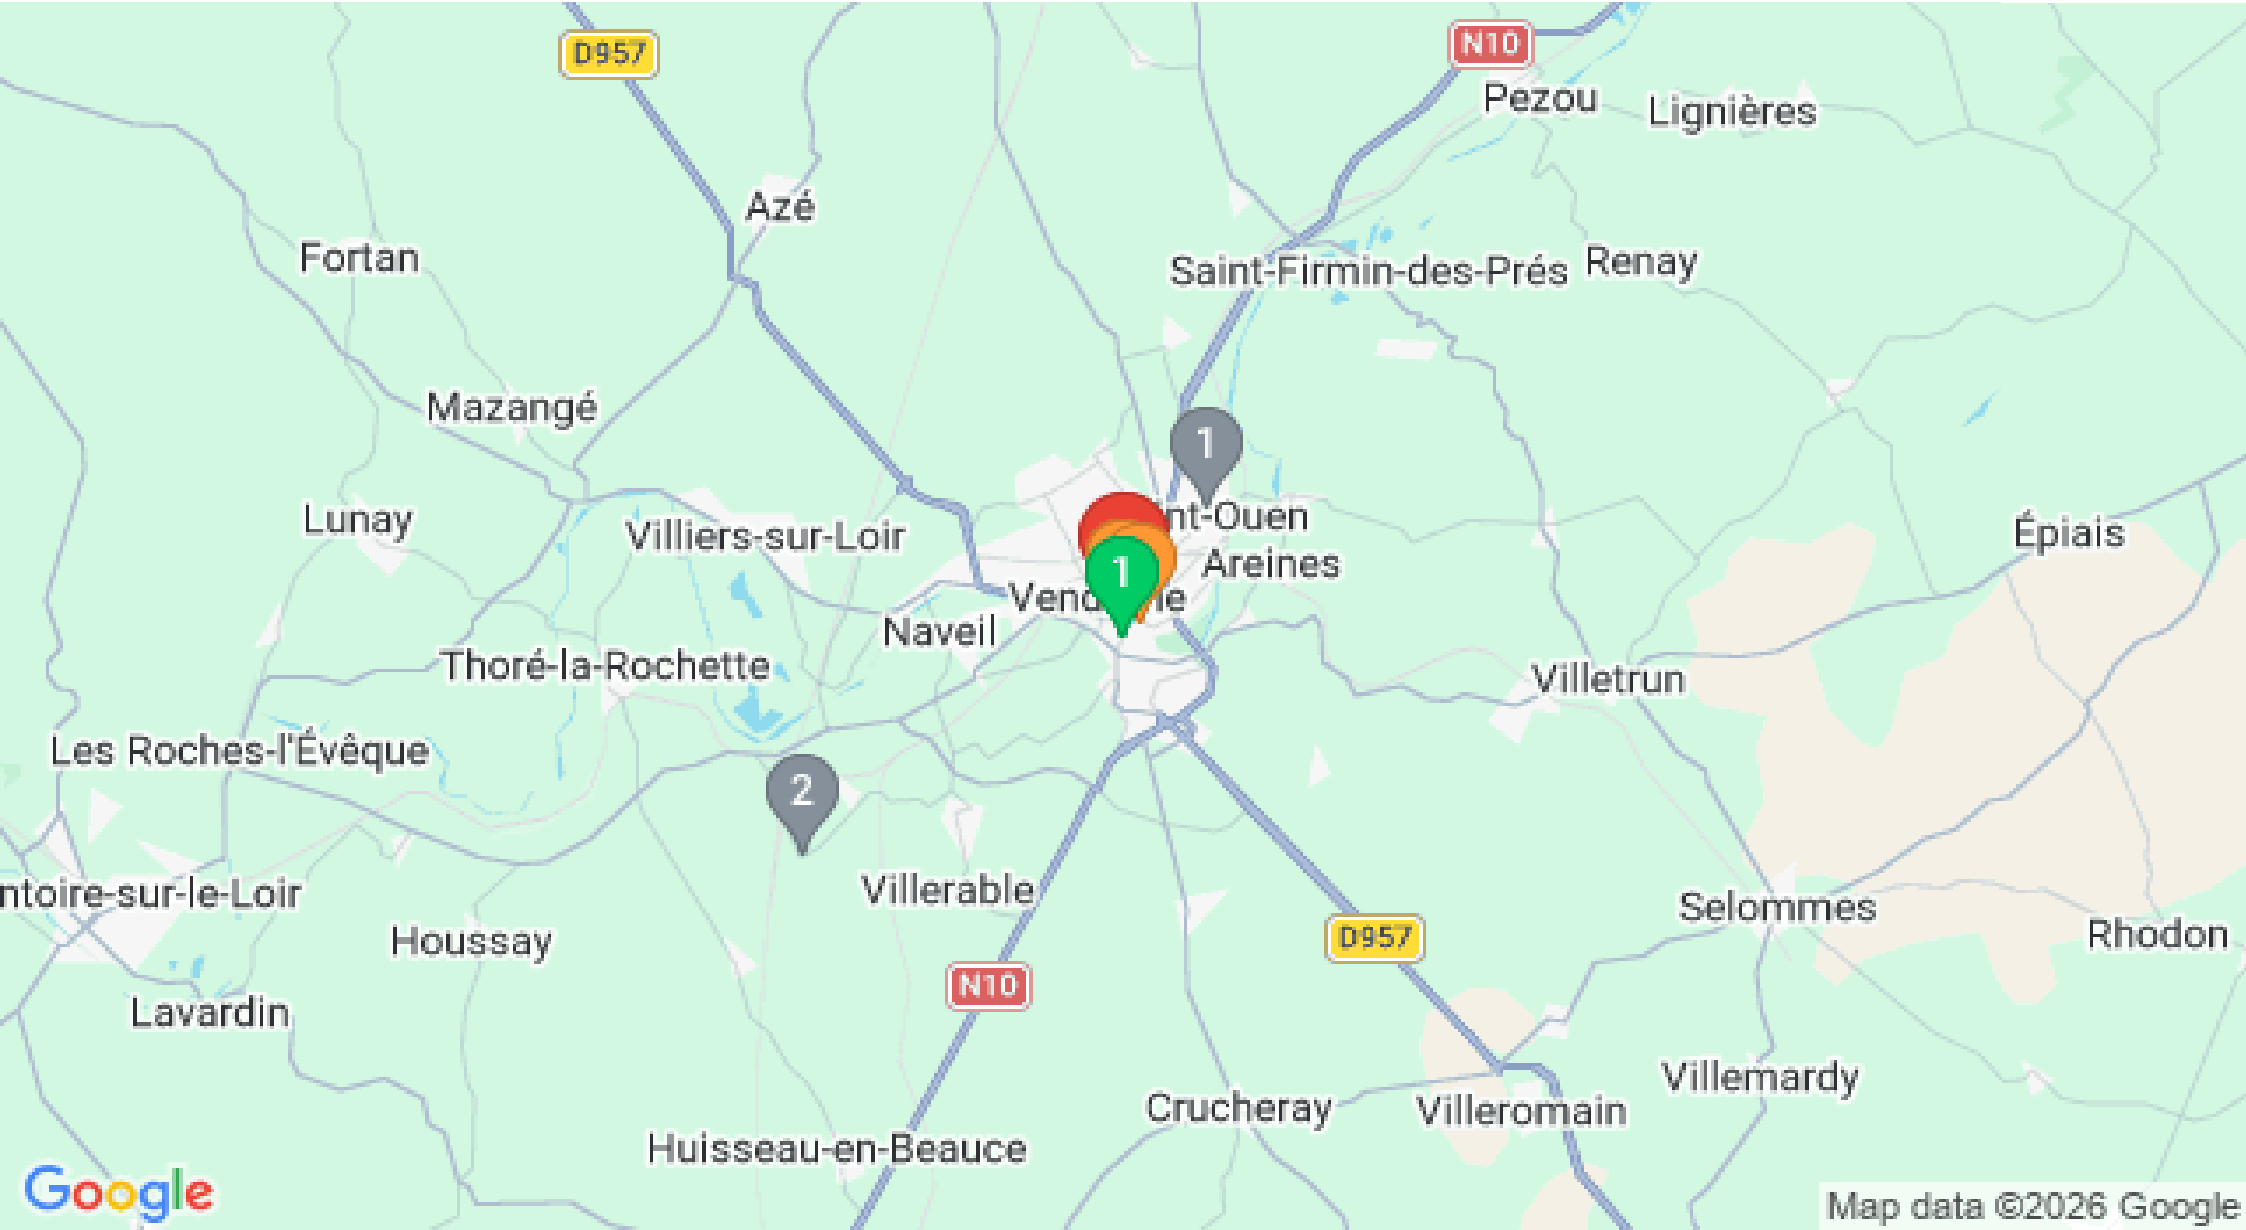 D957
N10
Pezou
Lignières
Azé
Fortan
Saint-Firmin-des-Prés
Renay
Mazangé
1
Lunay
Villiers-sur-Loir
nt-Ouen
Épiais
Areines
1
Vend
e
Naveil
Thoré-la-Rochette
Villetrun
Les Roches-l'Évêque
2
ntoire-sur-le-Loir
Villerable
Selommes
Houssay
D957
Rhodon
N10
Lavardin
Villemardy
Crucheray
Villeromain
Huisseau-en-Beauce
Google
Map data ©2026 Google